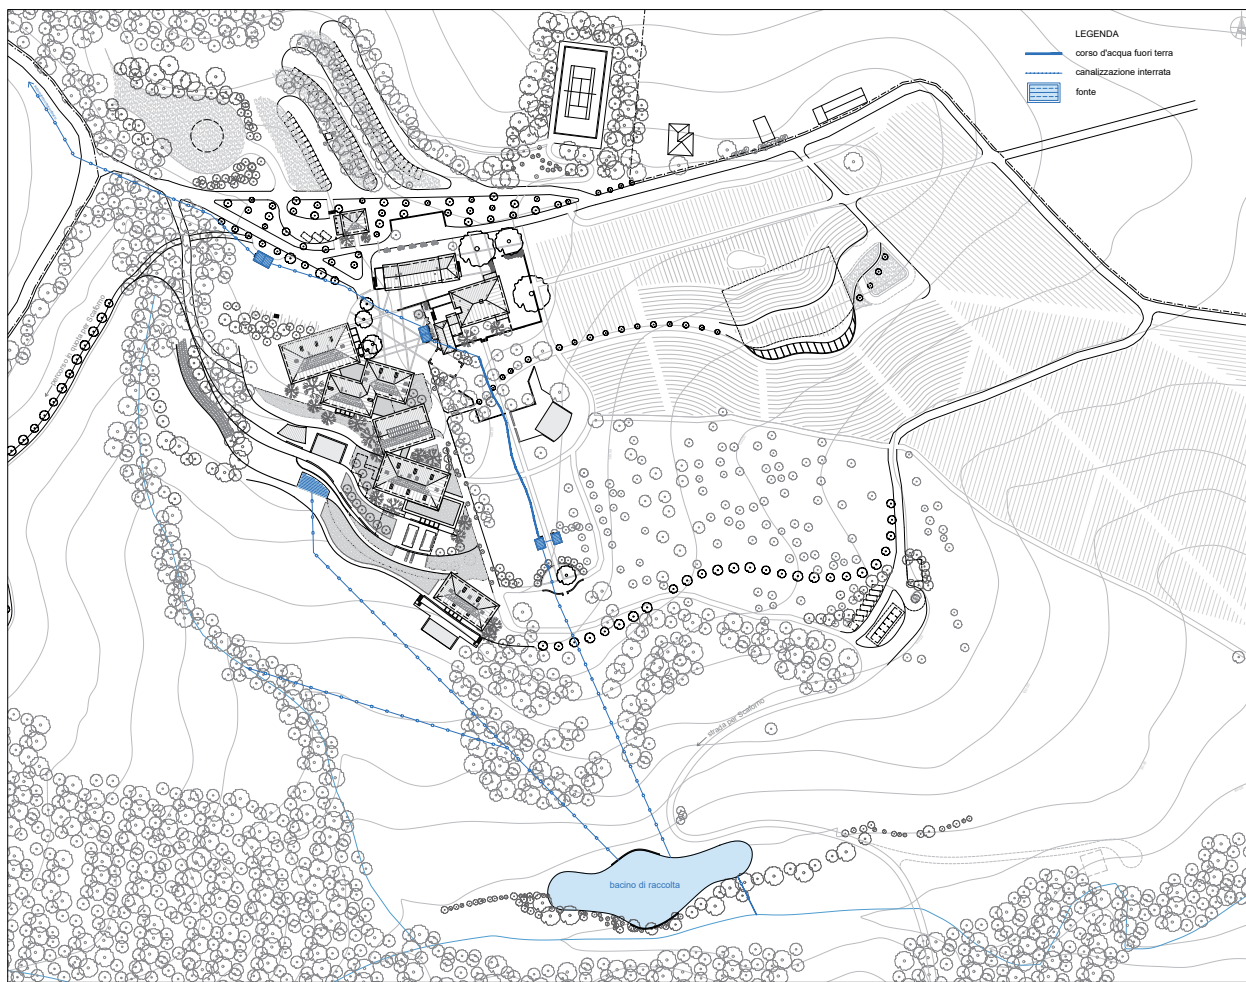 LEGENDA
corso d'acqua fuori terra
canalizzazione interrata
fonte
strada per Scaforno
bacino di raccolta